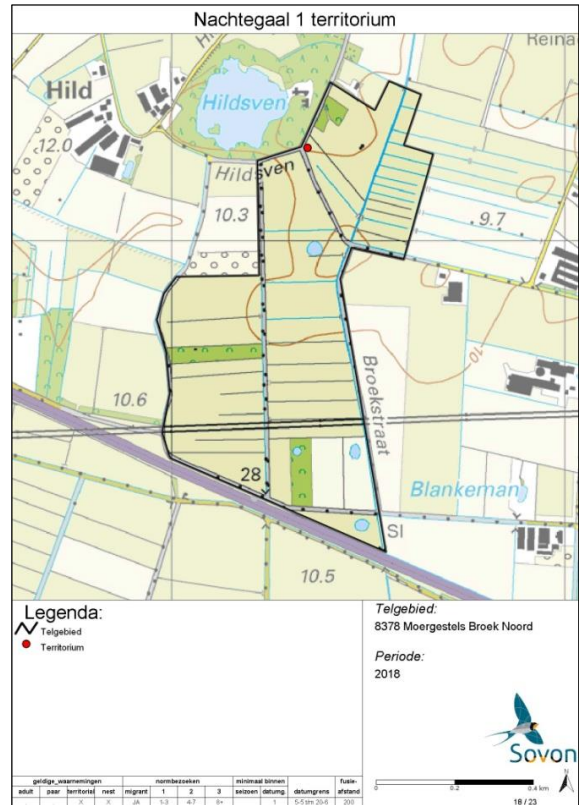 Nachtegaal 1 territorium
Reina
Hild
Hildsven
12.0
Hildsven
10.3
9.7
10
Broekstraat
10.6
28
Blankeman
Sl
10.5
Legenda:
Telgebied
Territorium
Telgebied:
8378 Moergestels Broek Noord
Periode:
2018
Sovon
0 0.2 0.4 km
N
geldige_waarnemingen normbezoeken minimaal binnen fusie-
adult paar territoriaal nest migrant 1 2 3 seizoen datumg. datumgrens afstand
X X JA 1-3 4-7 8> 1 5-5 t/m 20-6 200
18 / 23